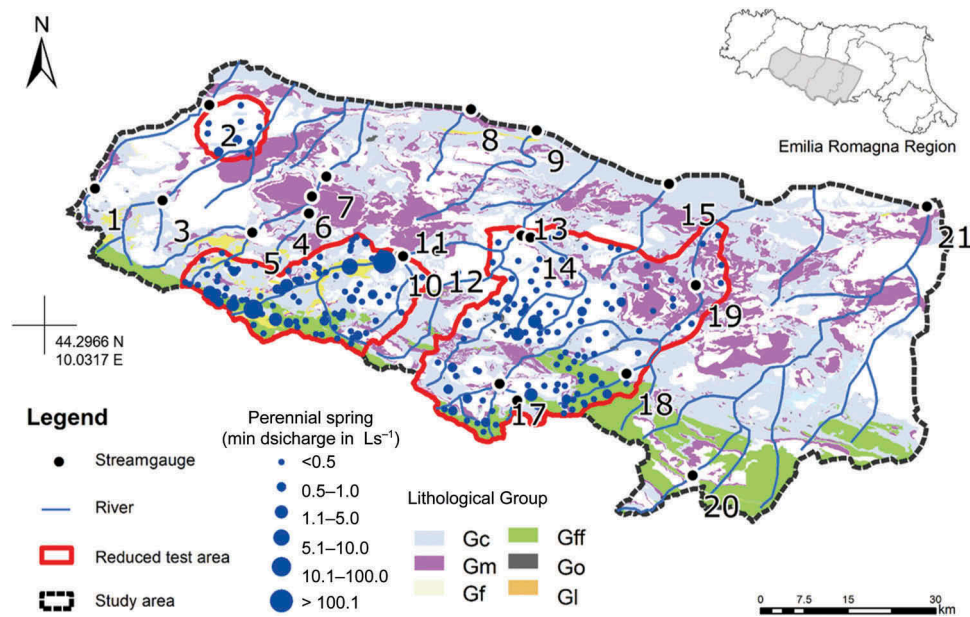 N
Emilia Romagna Region
1
2
3
4
5
6
7
8
9
10
11
12
13
14
15
17
18
19
20
21
44.2966 N
10.0317 E
Legend
Streamgauge
River
Reduced test area
Study area
Perennial spring
(min dsicharge in Ls⁻¹)
<0.5
0.5–1.0
1.1–5.0
5.1–10.0
10.1–100.0
> 100.1
Lithological Group
Gc
Gm
Gf
Gff
Go
Gl
0 7.5 15 30
km